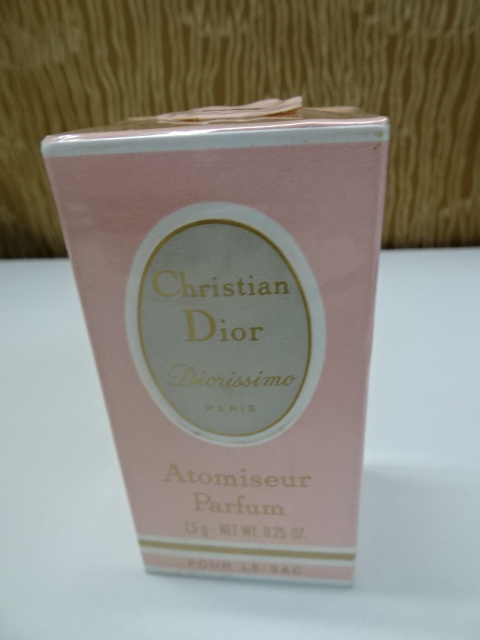 Christian
Dior
Diorissimo
PARIS
Atomiseur
Parfum
7,5 g - NET WT. 0.25 OZ.
POUR LE SAC